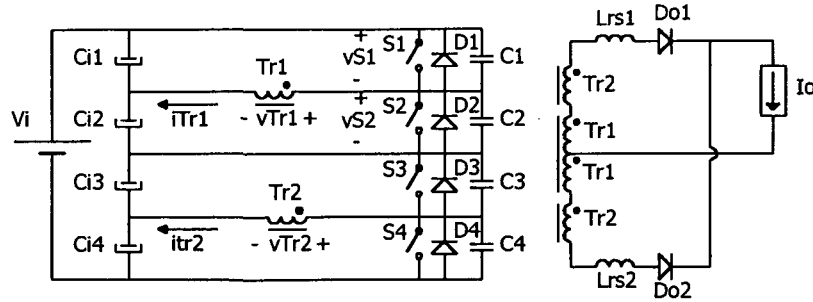 Ci1
+
vS1
-
S1
D1
C1
Tr1
iTr1
- vTr1 +
Vi
Ci2
+
vS2
-
S2
D2
C2
Ci3
S3
D3
C3
Tr2
itr2
- vTr2 +
Ci4
S4
D4
C4
Lrs1
Do1
Tr2
Tr1
Tr1
Tr2
Io
Lrs2
Do2